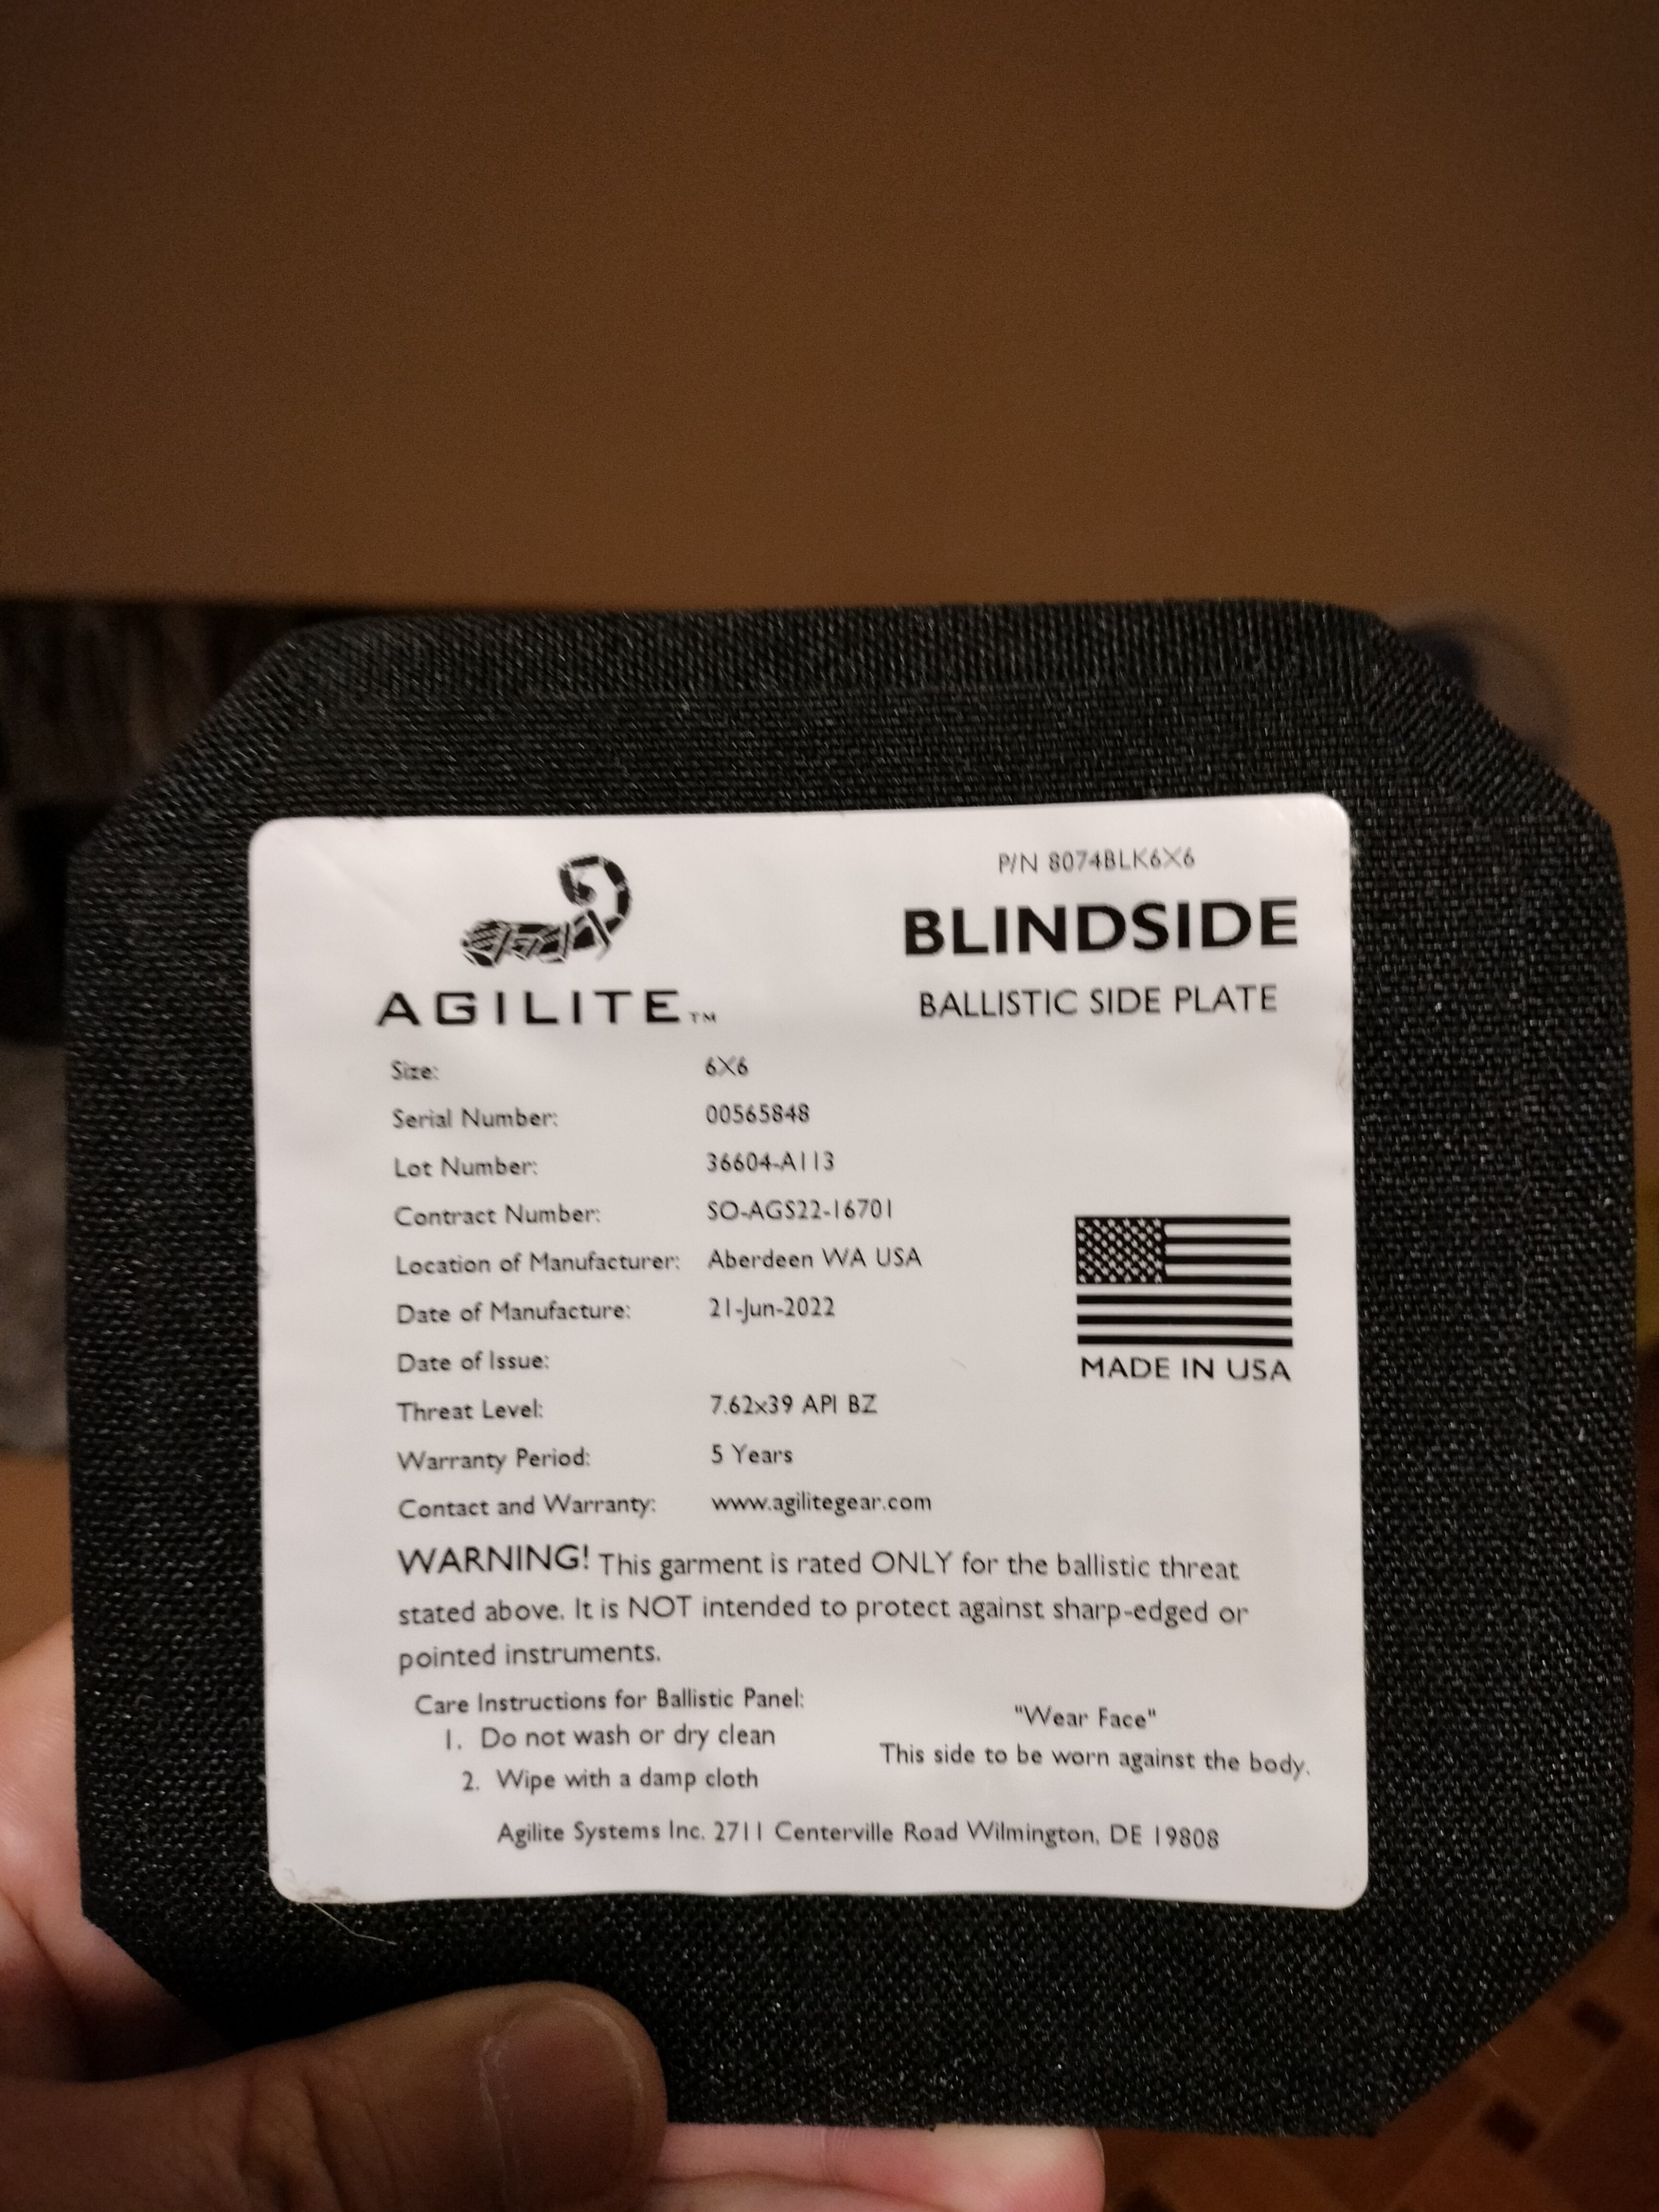 P/N 8074BLK6X6
BLINDSIDE
AGILITE™
BALLISTIC SIDE PLATE
Size: 6X6
Serial Number: 00565848
Lot Number: 36604-A113
Contract Number: SO-AGS22-16701
Location of Manufacturer: Aberdeen WA USA
Date of Manufacture: 21-Jun-2022
Date of Issue:
MADE IN USA
Threat Level: 7.62x39 API BZ
Warranty Period: 5 Years
Contact and Warranty: www.agilitegear.com
WARNING! This garment is rated ONLY for the ballistic threat
stated above. It is NOT intended to protect against sharp-edged or
pointed instruments.
Care Instructions for Ballistic Panel:
1. Do not wash or dry clean
2. Wipe with a damp cloth
"Wear Face"
This side to be worn against the body.
Agilite Systems Inc. 2711 Centerville Road Wilmington, DE 19808